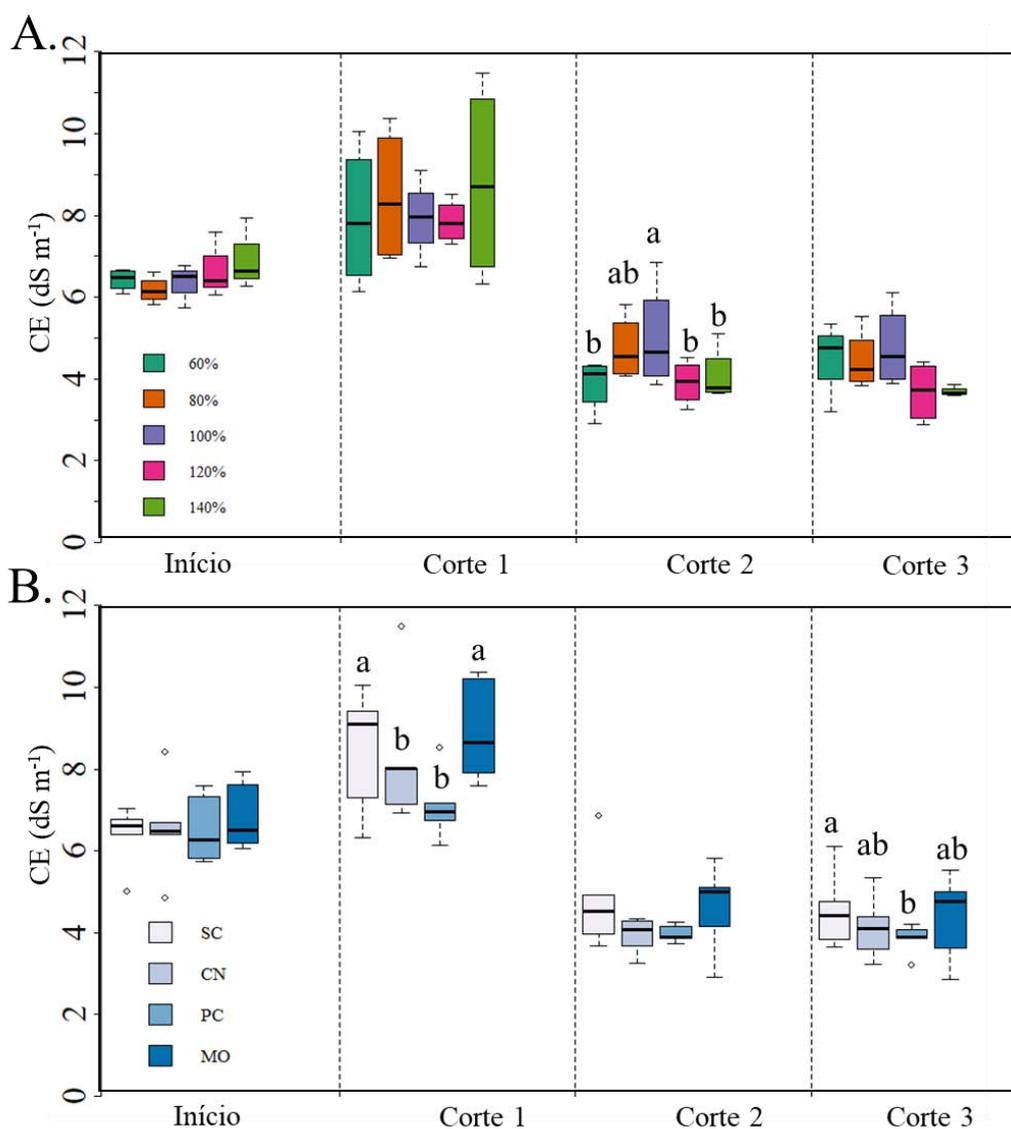 A.
12
10
8
6
4
2
0
CE (dS m⁻¹)
b
ab
a
b
b
60%
80%
100%
120%
140%
Início
Corte 1
Corte 2
Corte 3
B.
12
10
8
6
4
2
0
CE (dS m⁻¹)
a
b
b
a
a
ab
b
ab
SC
CN
PC
MO
Início
Corte 1
Corte 2
Corte 3